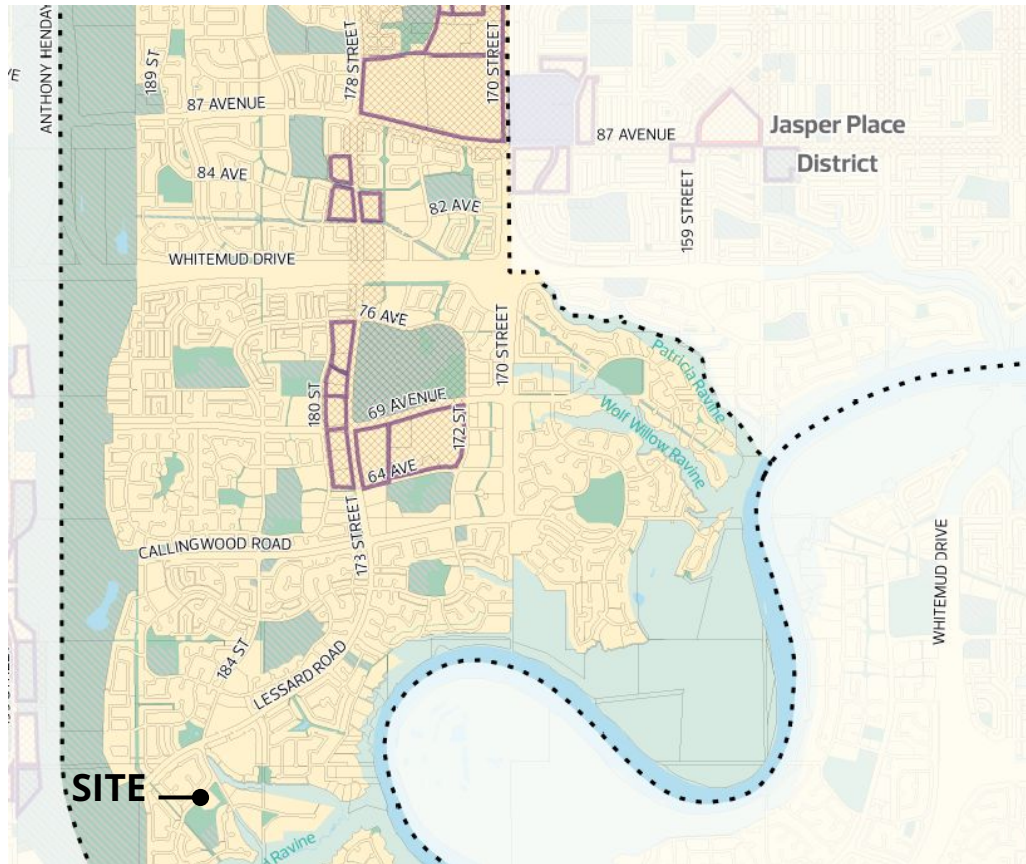 ANTHONY HENDAY
189 ST
178 STREET
170 STREET
VE
87 AVENUE
87 AVENUE
Jasper Place
District
84 AVE
82 AVE
159 STREET
WHITEMUD DRIVE
76 AVE
170 STREET
Patricia Ravine
180 ST
69 AVENUE
172 ST
Wolf Willow Ravine
64 AVE
173 STREET
CALLINGWOOD ROAD
WHITEMUD DRIVE
184 ST
LESSARD ROAD
SITE
Ravine